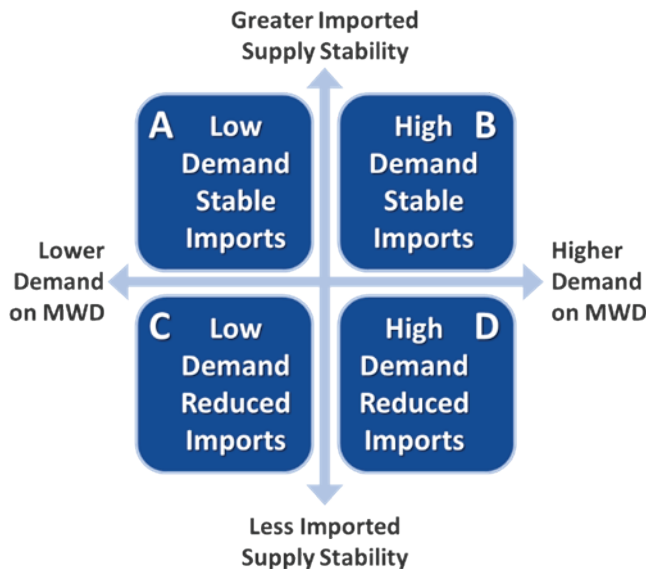 Greater Imported
Supply Stability
A
Low
Demand
Stable
Imports
B
High
Demand
Stable
Imports
Lower
Demand
on MWD
Higher
Demand
on MWD
C
Low
Demand
Reduced
Imports
D
High
Demand
Reduced
Imports
Less Imported
Supply Stability